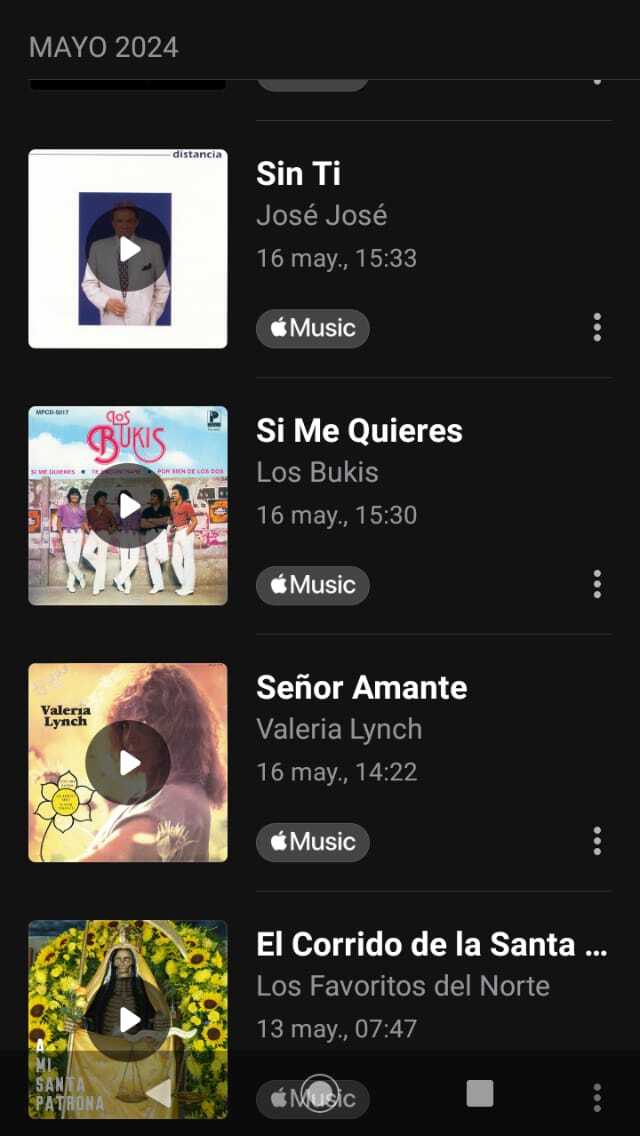 MAYO 2024
distancia
Sin Ti
José José
16 may., 15:33
Music
MPCD-5017
LOS BUKIS
SI ME QUIERES • TE ENCONTRARE • POR BIEN DE LOS DOS
Si Me Quieres
Los Bukis
16 may., 15:30
Music
Valeria
Lynch
Señor Amante
Valeria Lynch
16 may., 14:22
Music
A
MI
SANTA
PATRONA
El Corrido de la Santa ...
Los Favoritos del Norte
13 may., 07:47
Music